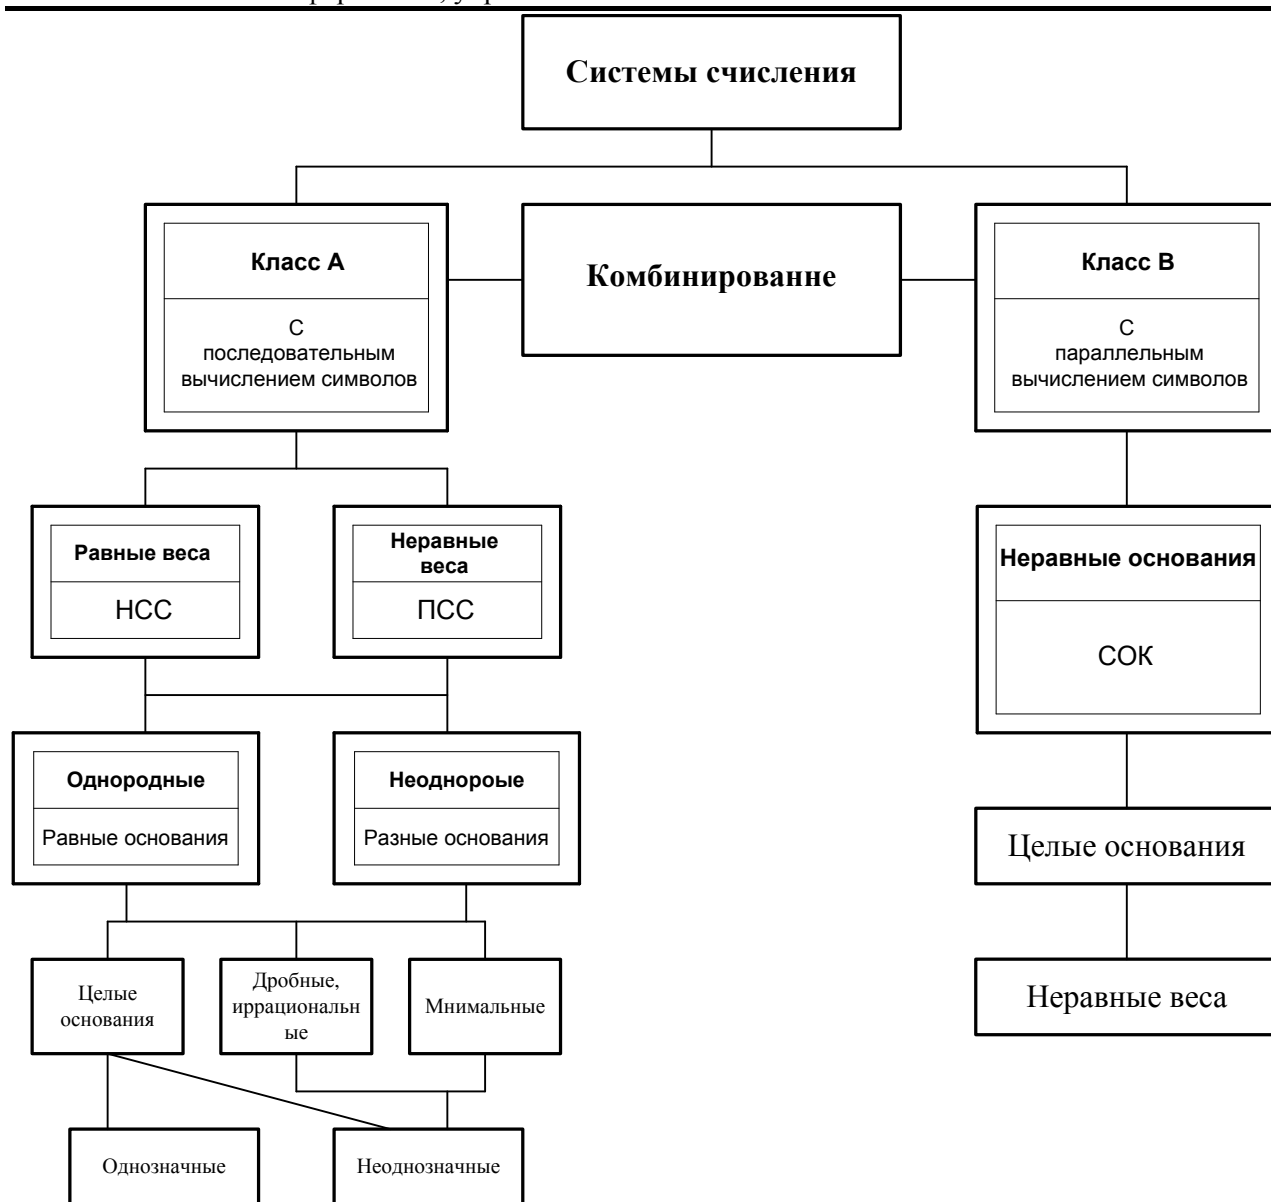 Системы счисления
Класс А
Комбинированне
Класс В
С
последовательным
вычислением символов
С
параллельным
вычислением символов
Равные веса
НСС
Неравные
веса
ПСС
Неравные основания
СОК
Однородные
Равные основания
Неоднороые
Разные основания
Целые основания
Целые
основания
Дробные,
иррациональн
ые
Мнимальные
Неравные веса
Однозначные
Неоднозначные